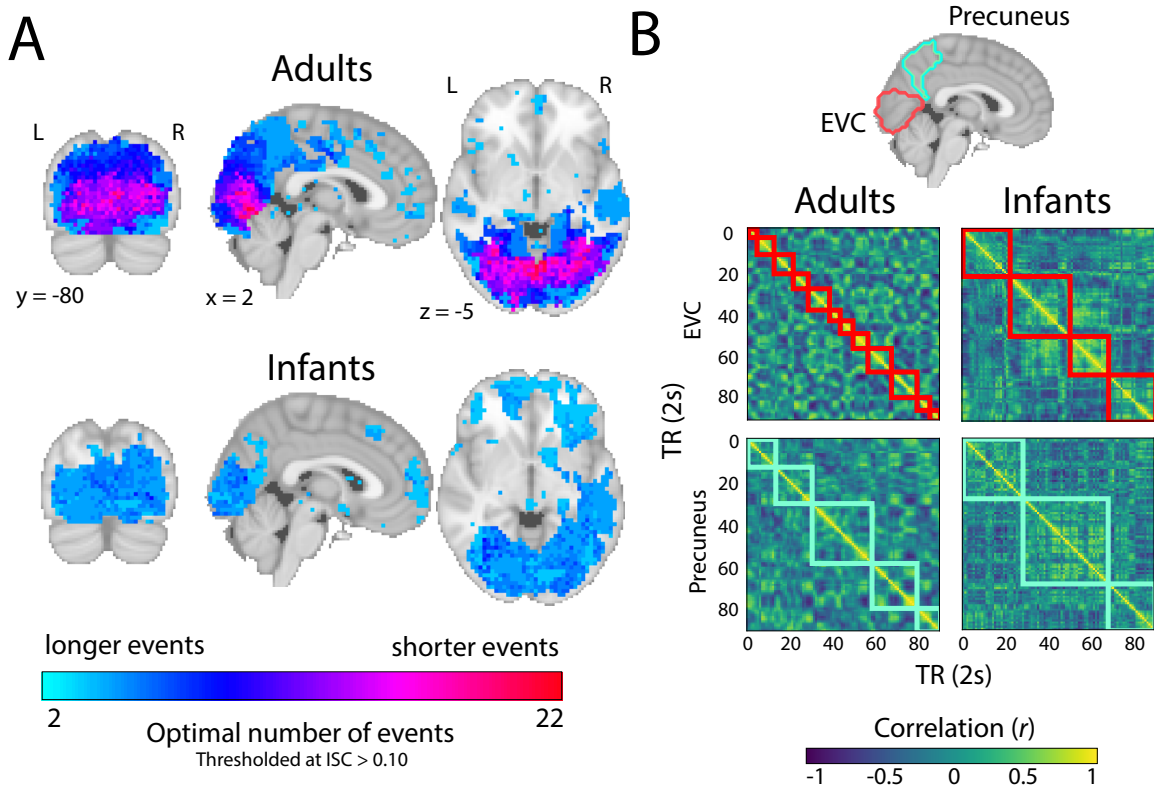 A
Adults
L
R
L
R
y = -80
x = 2
z = -5
Infants
longer events
shorter events
2
22
Optimal number of events
Thresholded at ISC > 0.10
B
Precuneus
EVC
Adults
Infants
EVC
0
20
40
60
80
TR (2s)
Precuneus
0
20
40
60
80
0
20
40
60
80
0
20
40
60
80
TR (2s)
Correlation (r)
-1
-0.5
0
0.5
1